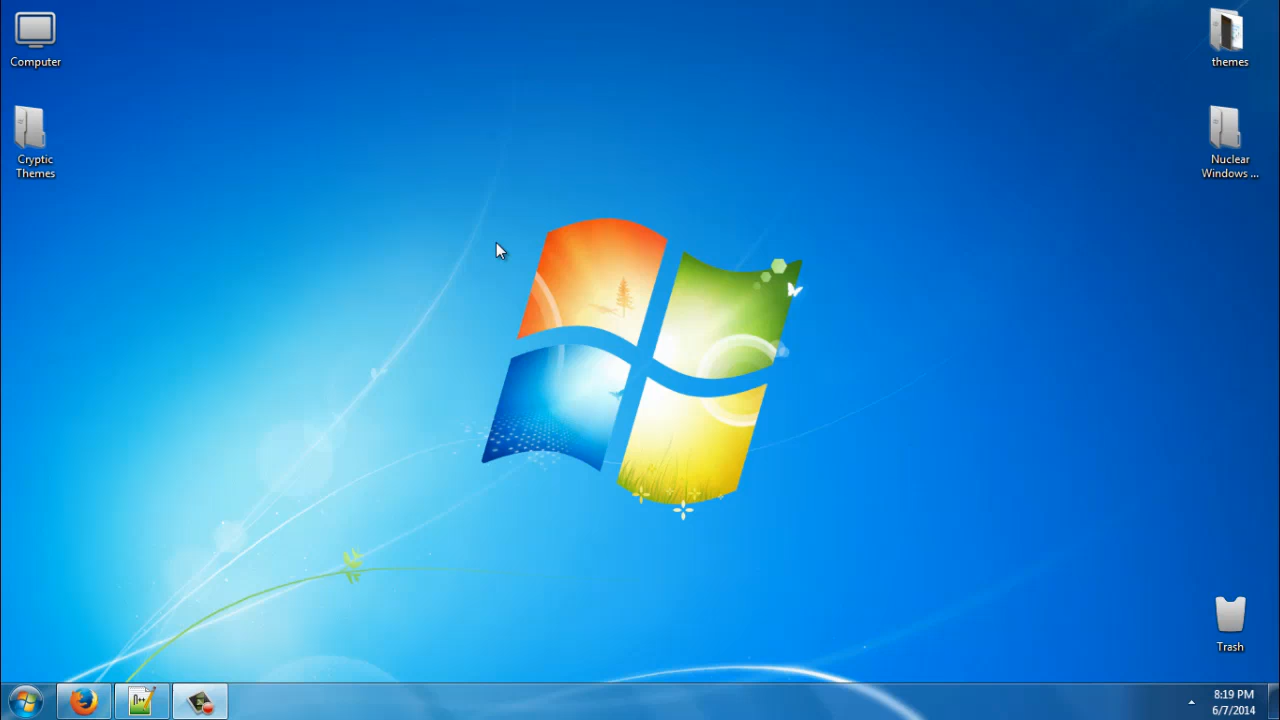 Computer
Cryptic
Themes
themes
Nuclear
Windows ...
Trash
8:19 PM
6/7/2014